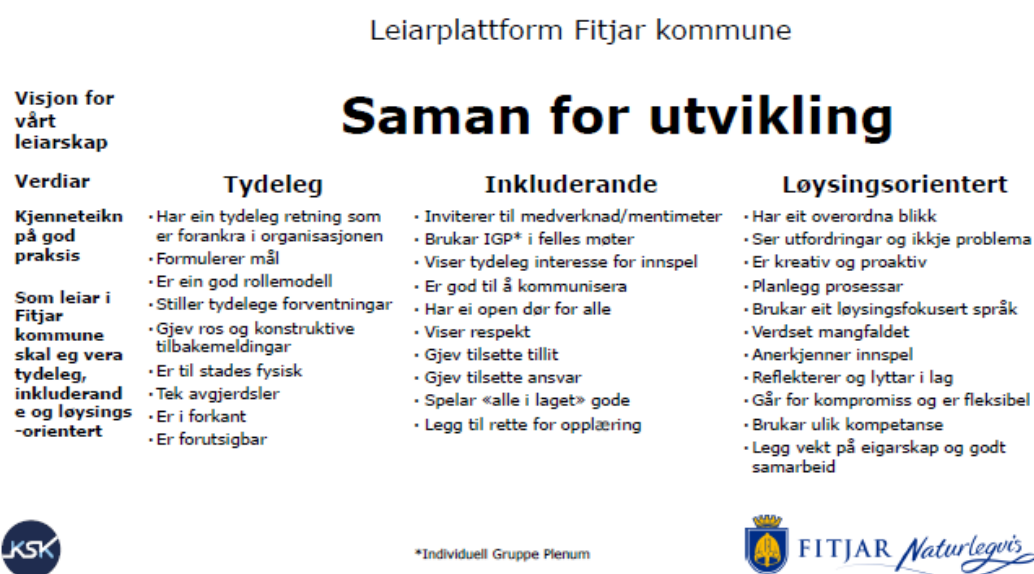 Leiarplattform Fitjar kommune
Visjon for
vårt
leiarskap
Saman for utvikling
Verdiar
Tydeleg
Inkluderande
Løysingsorientert
Kjenneteikn
på god
praksis
Som leiar i
Fitjar
kommune
skal eg vera
tydeleg,
inkluderand
e og løysings
-orientert
· Har ein tydeleg retning som
er forankra i organisasjonen
· Formulerer mål
· Er ein god rollemodell
· Stiller tydelege forventningar
· Gjev ros og konstruktive
tilbakemeldingar
· Er til stades fysisk
· Tek avgjerdsler
· Er i forkant
· Er forutsigbar
· Inviterer til medverknad/mentimeter
· Brukar IGP* i felles møter
· Viser tydeleg interesse for innspel
· Er god til å kommunisera
· Har ei open dør for alle
· Viser respekt
· Gjev tilsette tillit
· Gjev tilsette ansvar
· Spelar «alle i laget» gode
· Legg til rette for opplæring
· Har eit overordna blikk
· Ser utfordringar og ikkje problema
· Er kreativ og proaktiv
· Planlegg prosessar
· Brukar eit løysingsfokusert språk
· Verdset mangfaldet
· Anerkjenner innspel
· Reflekterer og lyttar i lag
· Går for kompromiss og er fleksibel
· Brukar ulik kompetanse
· Legg vekt på eigarskap og godt
samarbeid
KSK
*Individuell Gruppe Plenum
FITJAR Naturlegvis